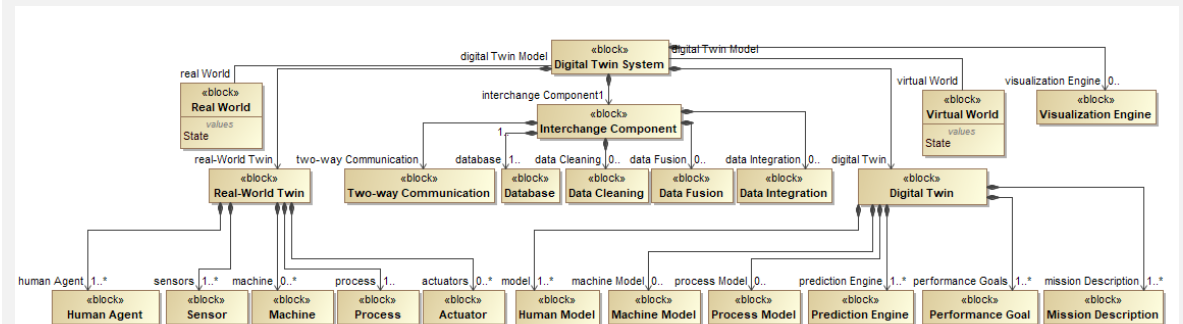 «block»
Digital Twin System
digital Twin Model
digital Twin Model
real World
virtual World
visualization Engine 0..
«block»
Real World
values
State
interchange Component 1
«block»
Interchange Component
«block»
Virtual World
values
State
«block»
Visualization Engine
1..
real-World Twin
two-way Communication
database 1..
data Cleaning 0..
data Fusion 0..
data Integration 0..
digital Twin
«block»
Real-World Twin
«block»
Two-way Communication
«block»
Database
«block»
Data Cleaning
«block»
Data Fusion
«block»
Data Integration
«block»
Digital Twin
human Agent 1..*
sensors 1..*
machine 0..*
process 1..
actuators 0..*
model 1..*
machine Model 0..
process Model 0..
prediction Engine 1..*
performance Goals 1..*
mission Description 1..*
«block»
Human Agent
«block»
Sensor
«block»
Machine
«block»
Process
«block»
Actuator
«block»
Human Model
«block»
Machine Model
«block»
Process Model
«block»
Prediction Engine
«block»
Performance Goal
«block»
Mission Description